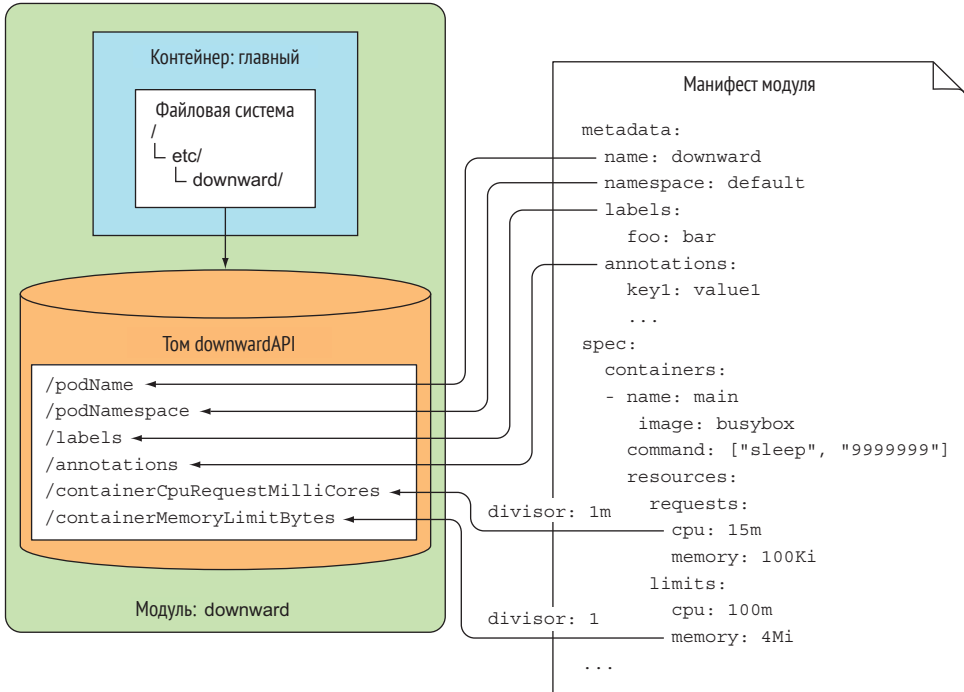 Контейнер: главный
Файловая система
/
etc/
downward/
Том downwardAPI
/podName
/podNamespace
/labels
/annotations
/containerCpuRequestMilliCores
/containerMemoryLimitBytes
Модуль: downward
divisor: 1m
divisor: 1
Манифест модуля
metadata:
name: downward
namespace: default
labels:
foo: bar
annotations:
key1: value1
...
spec:
containers:
- name: main
image: busybox
command: ["sleep", "9999999"]
resources:
requests:
cpu: 15m
memory: 100Ki
limits:
cpu: 100m
memory: 4Mi
...